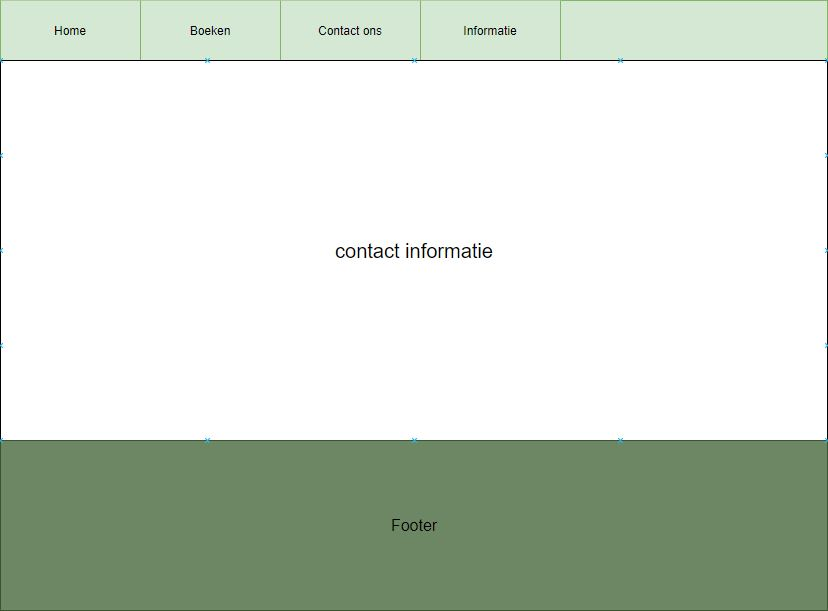 Home
Boeken
Contact ons
Informatie
contact informatie
Footer